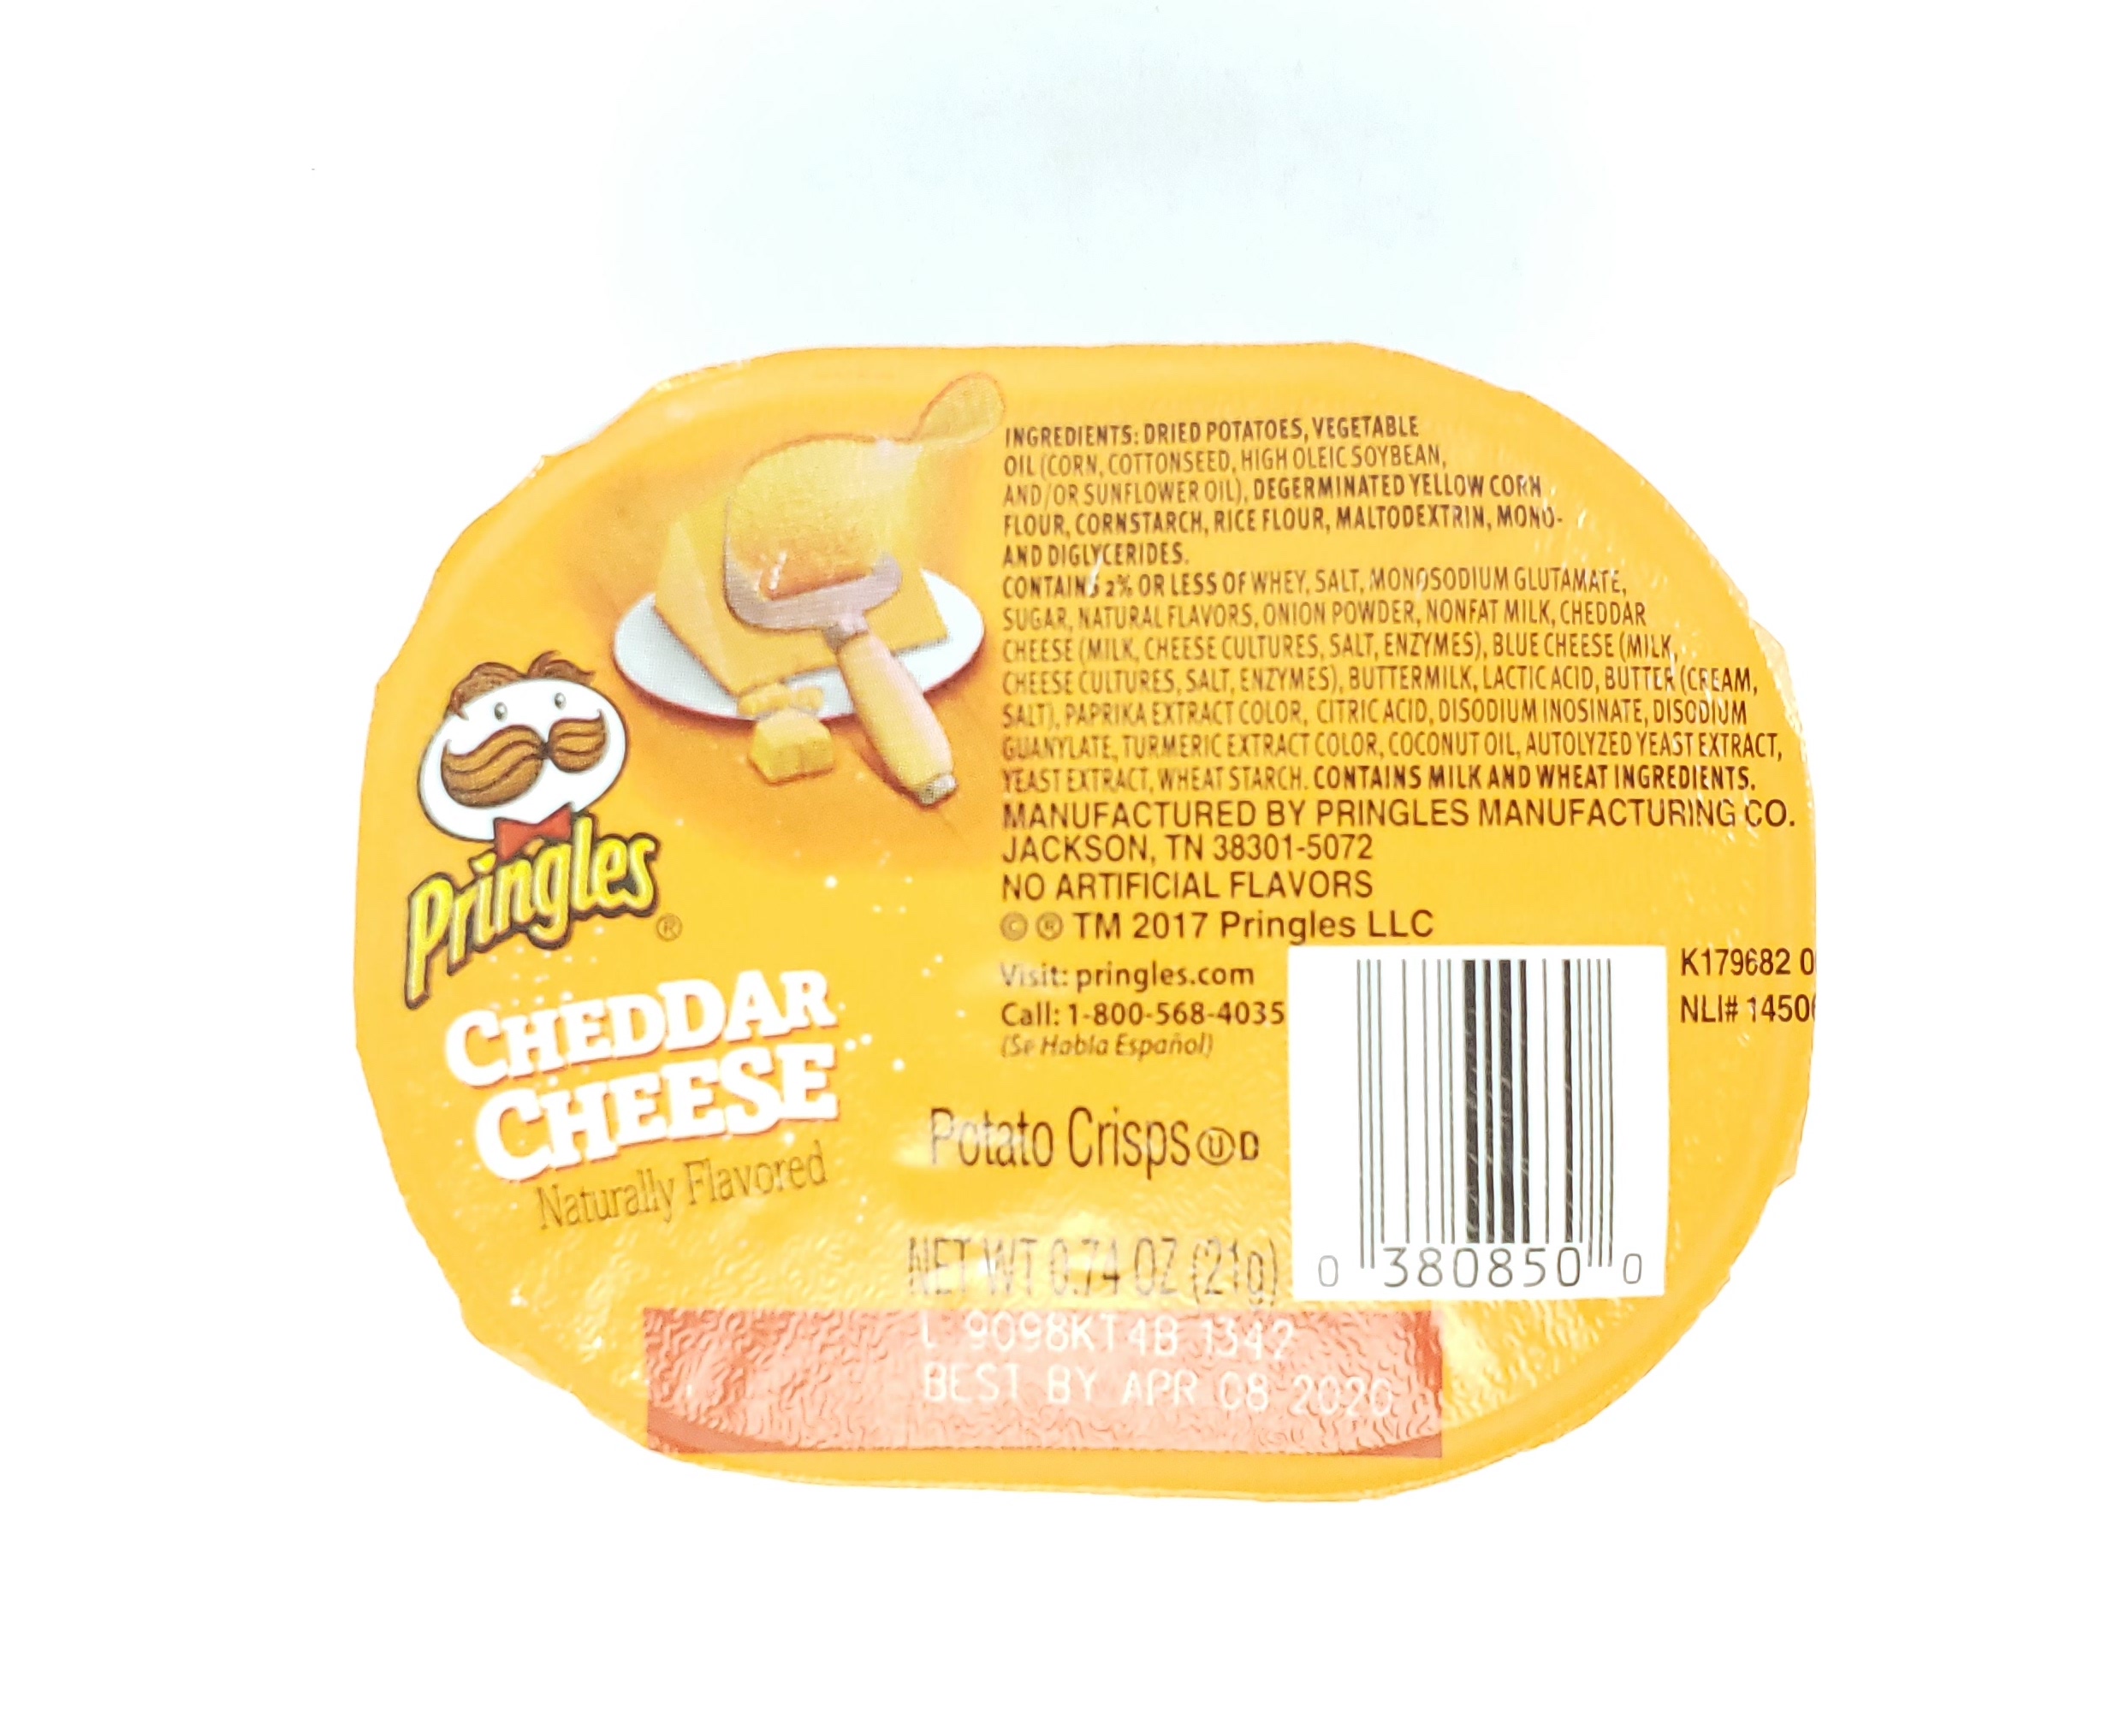 INGREDIENTS: DRIED POTATOES, VEGETABLE
OIL (CORN, COTTONSEED, HIGH OLEIC SOYBEAN,
AND/OR SUNFLOWER OIL), DEGERMINATED YELLOW CORN
FLOUR, CORNSTARCH, RICE FLOUR, MALTODEXTRIN, MONO-
AND DIGLYCERIDES.
CONTAINS 2% OR LESS OF WHEY, SALT, MONOSODIUM GLUTAMATE,
SUGAR, NATURAL FLAVORS, ONION POWDER, NONFAT MILK, CHEDDAR
CHEESE (MILK, CHEESE CULTURES, SALT, ENZYMES), BLUE CHEESE (MILK,
CHEESE CULTURES, SALT, ENZYMES), BUTTERMILK, LACTIC ACID, BUTTER (CREAM,
SALT), PAPRIKA EXTRACT COLOR, CITRIC ACID, DISODIUM INOSINATE, DISODIUM
GUANYLATE, TURMERIC EXTRACT COLOR, COCONUT OIL, AUTOLYZED YEAST EXTRACT,
YEAST EXTRACT, WHEAT STARCH. CONTAINS MILK AND WHEAT INGREDIENTS.
MANUFACTURED BY PRINGLES MANUFACTURING CO.
JACKSON, TN 38301-5072
NO ARTIFICIAL FLAVORS
© ® TM 2017 Pringles LLC
Visit: pringles.com
Call: 1-800-568-4035
(Se Habla Español)
K179682 0
NLI# 1450
Pringles®
CHEDDAR
CHEESE
Naturally Flavored
Potato Crisps Ⓤ D
NET WT 0.74 OZ (21g)
0 380850 0
L 9098KT4B 1342
BEST BY APR 08 2020